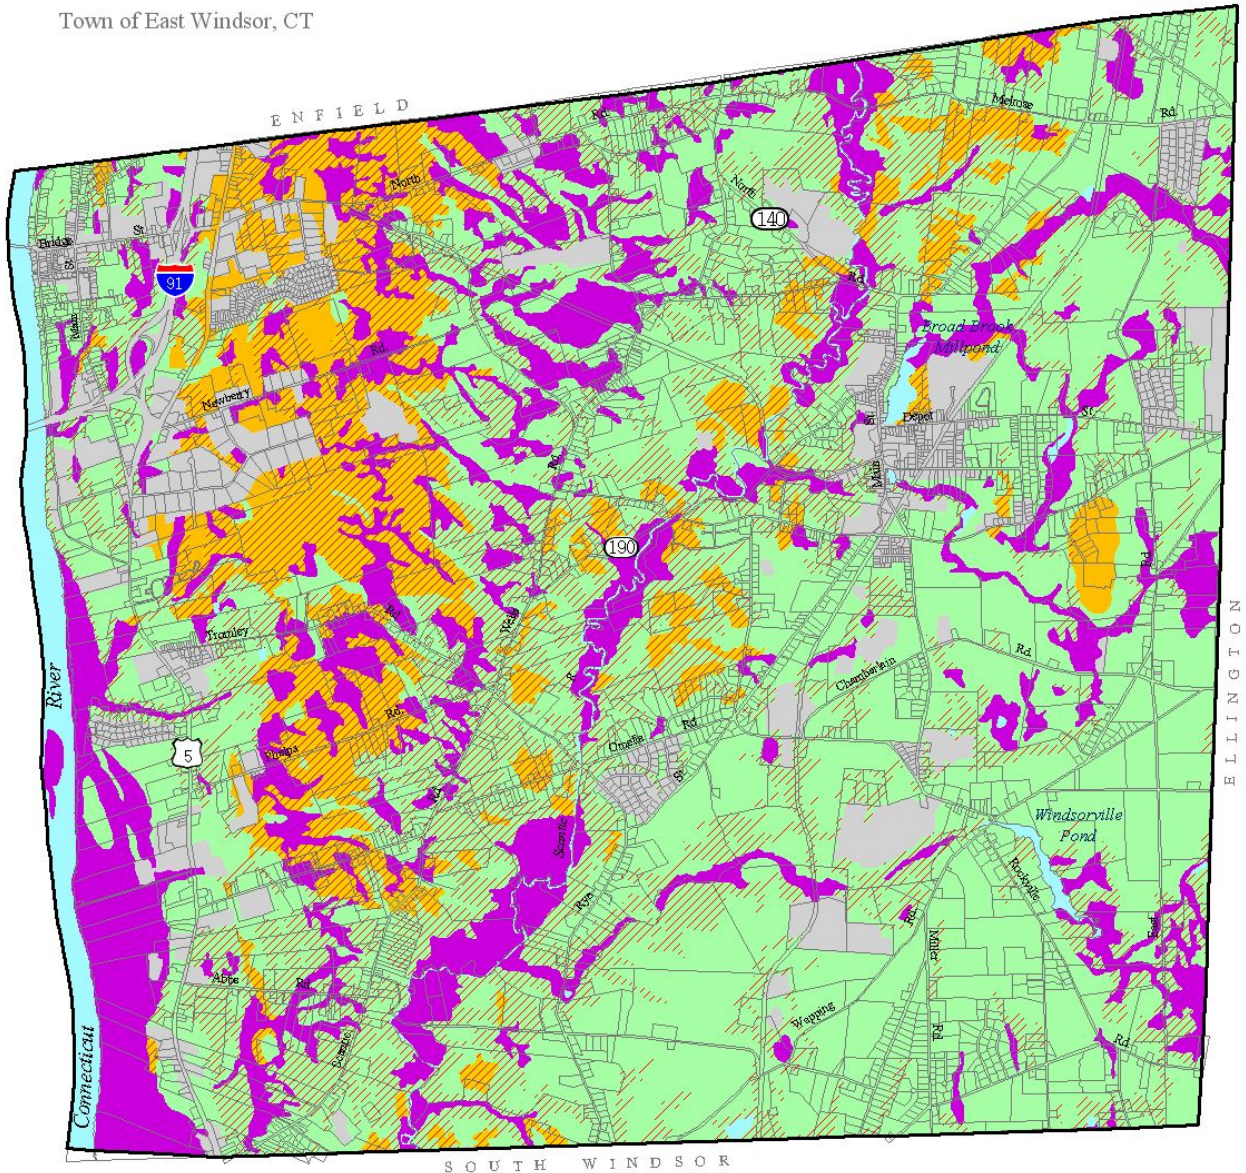 Town of East Windsor, CT
ENFIELD
Rd.
Melrose
Rd.
North
North
140
Bridge
St
St
91
Rd
Main
Broad Brook
Millpond
Rd.
Newberry
St
Depot
St
Rd
Main
190
Rd
Rd.
Weils
Tromley
ELLINGTON
Rd.
Chamberlain
R
River
Rd.
Rd
Omelia
5
Phelps
St
Rd
Windsorville
Pond
Scantic
Rockville
Rye
Rd
East
Miller
Abbe
Rd.
Wapping
Rd
Rd
Scantic
Connecticut
SOUTH WINDSOR